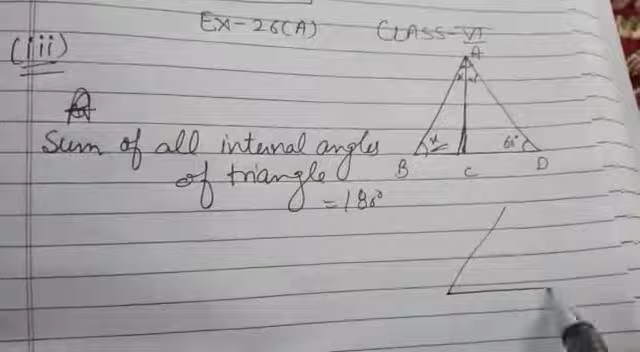 Ex-26(A) CLASS-VI
(iii)
A
Sum of all internal angles
of triangle
= 180°
x 60°
B C D